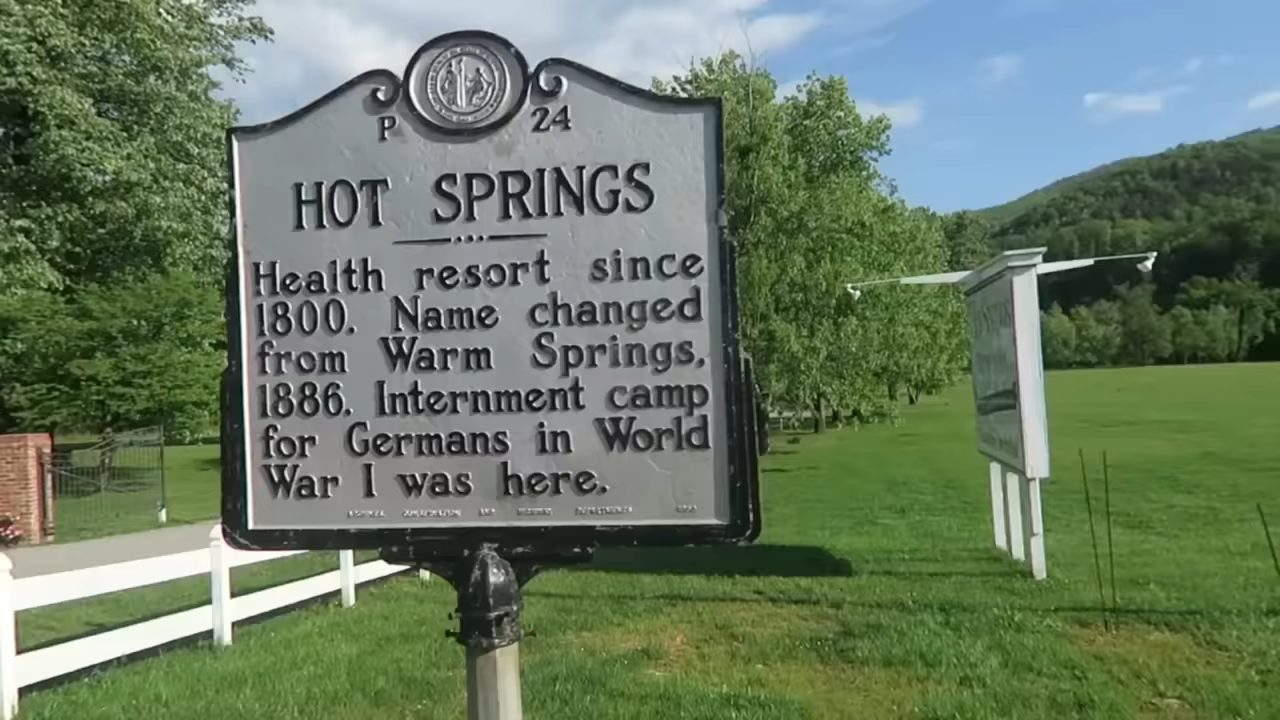 P 24
HOT SPRINGS
Health resort since
1800. Name changed
from Warm Springs,
1886. Internment camp
for Germans in World
War I was here.